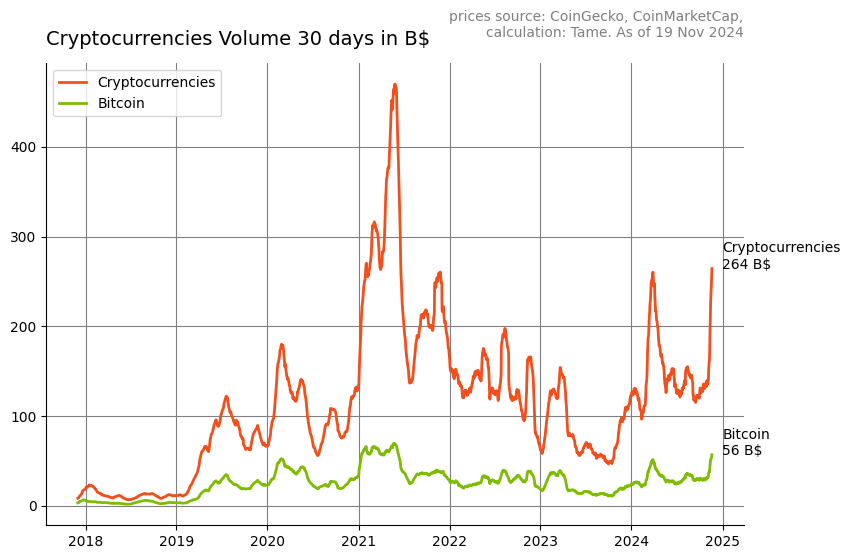 prices source: CoinGecko, CoinMarketCap,
calculation: Tame. As of 19 Nov 2024
Cryptocurrencies Volume 30 days in B$
Cryptocurrencies
Bitcoin
400
300
200
100
0
Cryptocurrencies
264 B$
Bitcoin
56 B$
2018
2019
2020
2021
2022
2023
2024
2025